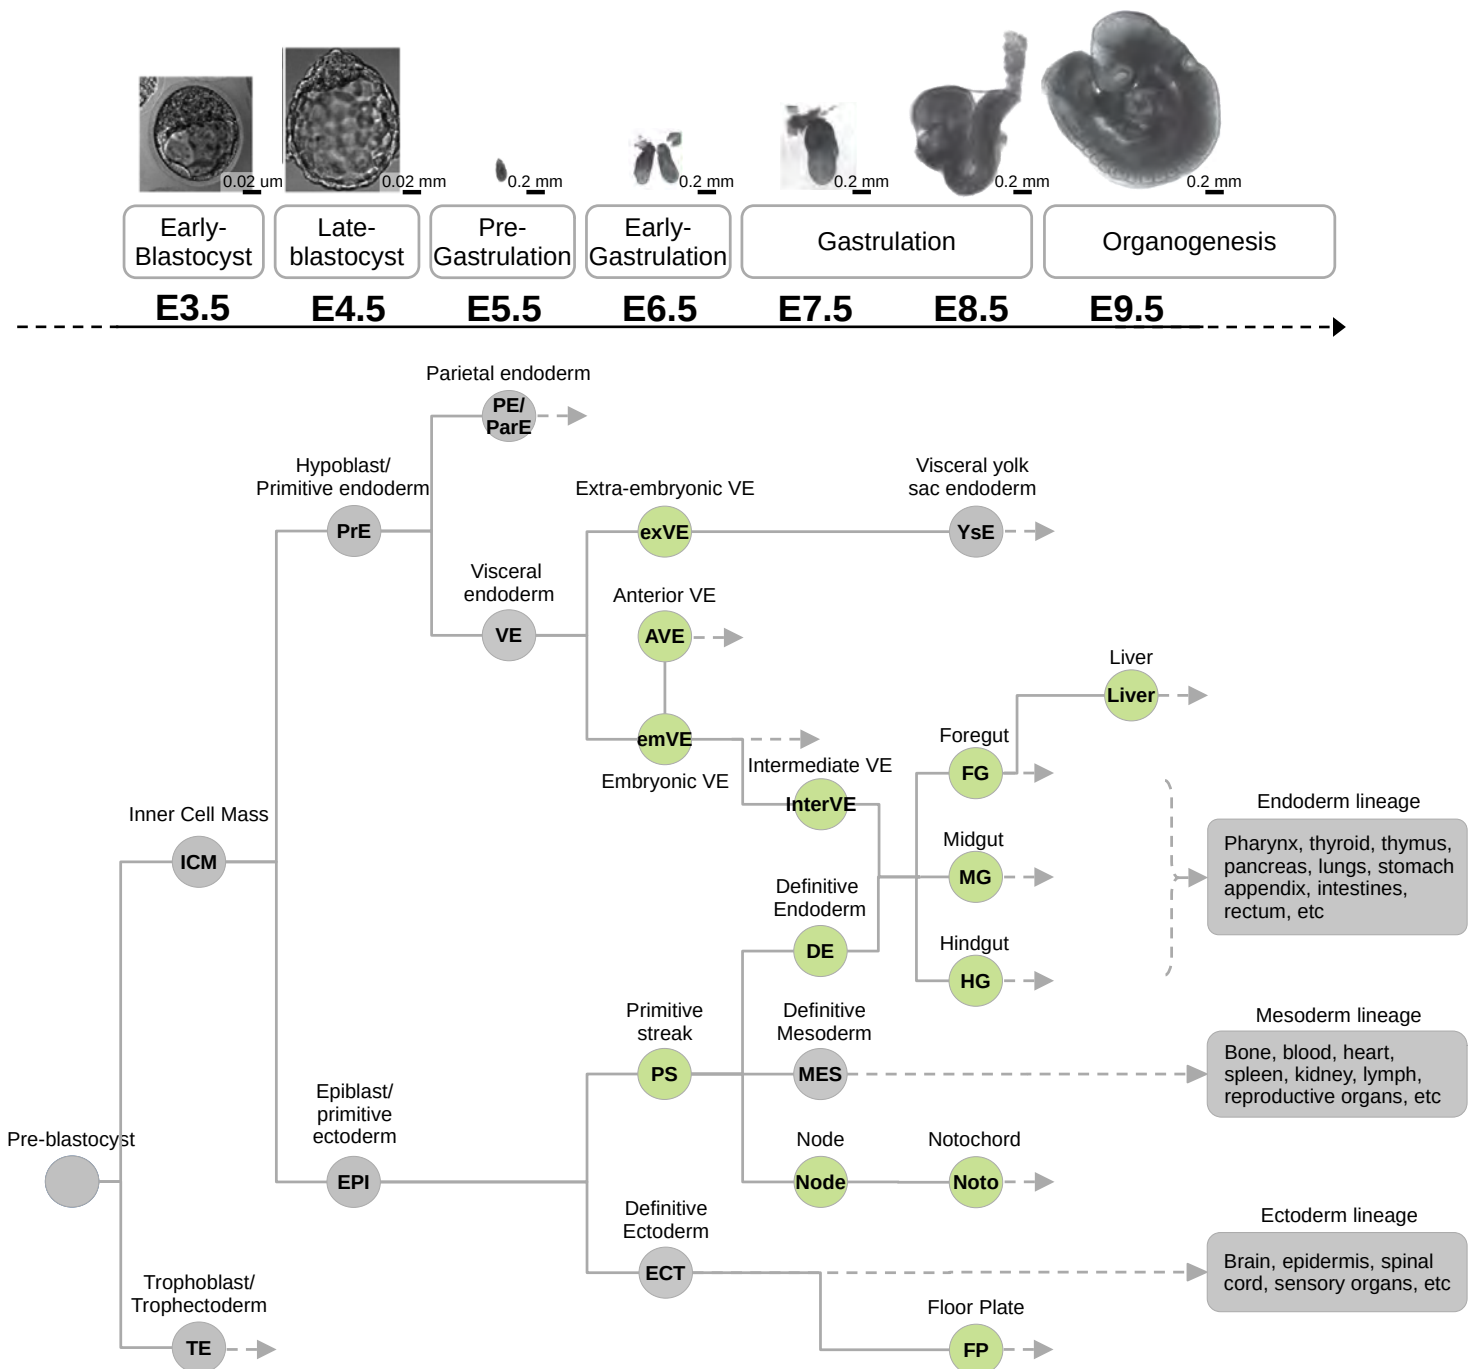 0.02 um
0.02 mm
0.2 mm
0.2 mm
0.2 mm
0.2 mm
0.2 mm
Early-
Blastocyst
Late-
blastocyst
Pre-
Gastrulation
Early-
Gastrulation
Gastrulation
Organogenesis
E3.5
E4.5
E5.5
E6.5
E7.5
E8.5
E9.5
Parietal endoderm
PE/
ParE
Hypoblast/
Primitive endoderm
PrE
Extra-embryonic VE
exVE
Visceral yolk
sac endoderm
YsE
Visceral
endoderm
VE
Anterior VE
AVE
emVE
Embryonic VE
Intermediate VE
InterVE
Liver
Liver
Foregut
FG
Midgut
MG
Hindgut
HG
Inner Cell Mass
ICM
Definitive
Endoderm
DE
Endoderm lineage
Pharynx, thyroid, thymus,
pancreas, lungs, stomach
appendix, intestines,
rectum, etc
Primitive
streak
PS
Definitive
Mesoderm
MES
Mesoderm lineage
Bone, blood, heart,
spleen, kidney, lymph,
reproductive organs, etc
Epiblast/
primitive
ectoderm
EPI
Pre-blastocyst
Node
Node
Notochord
Noto
Definitive
Ectoderm
ECT
Ectoderm lineage
Brain, epidermis, spinal
cord, sensory organs, etc
Trophoblast/
Trophectoderm
TE
Floor Plate
FP